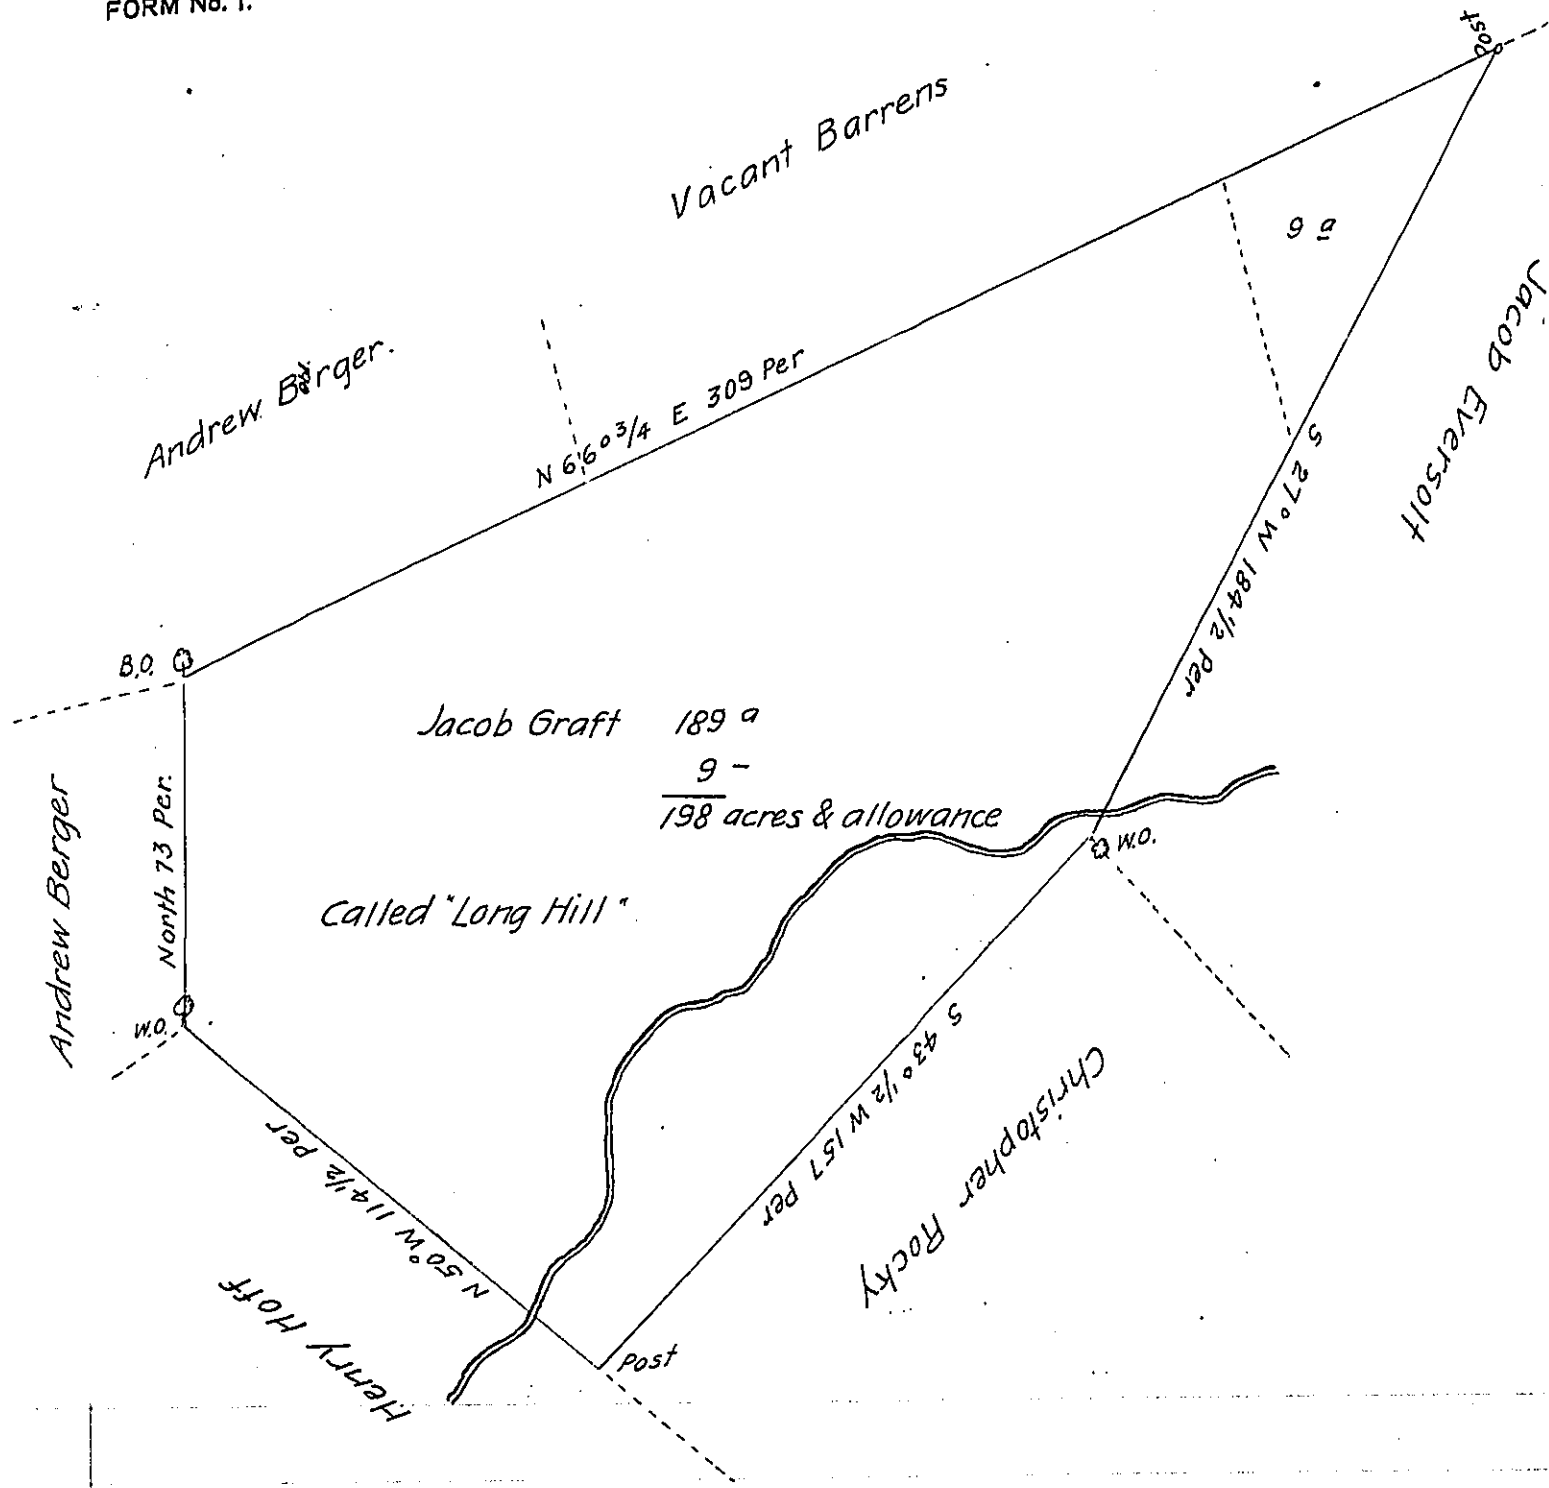 FORM No. 1.
Post
Vacant Barrens
9 a
Jacob Eversolt
Andrew Berger.
N 66° 3/4 E 309 Per
S 27° W 184 1/2 Per
B.O.
Jacob Graft 189 a
9 -
198 acres & allowance
Andrew Berger
North 73 Per.
W.O.
Called "Long Hill"
W.O.
S 43° 1/2 W 157 Per
Christopher Rocky
N 50° W 114 1/2 Per
Henry Hoff
Post